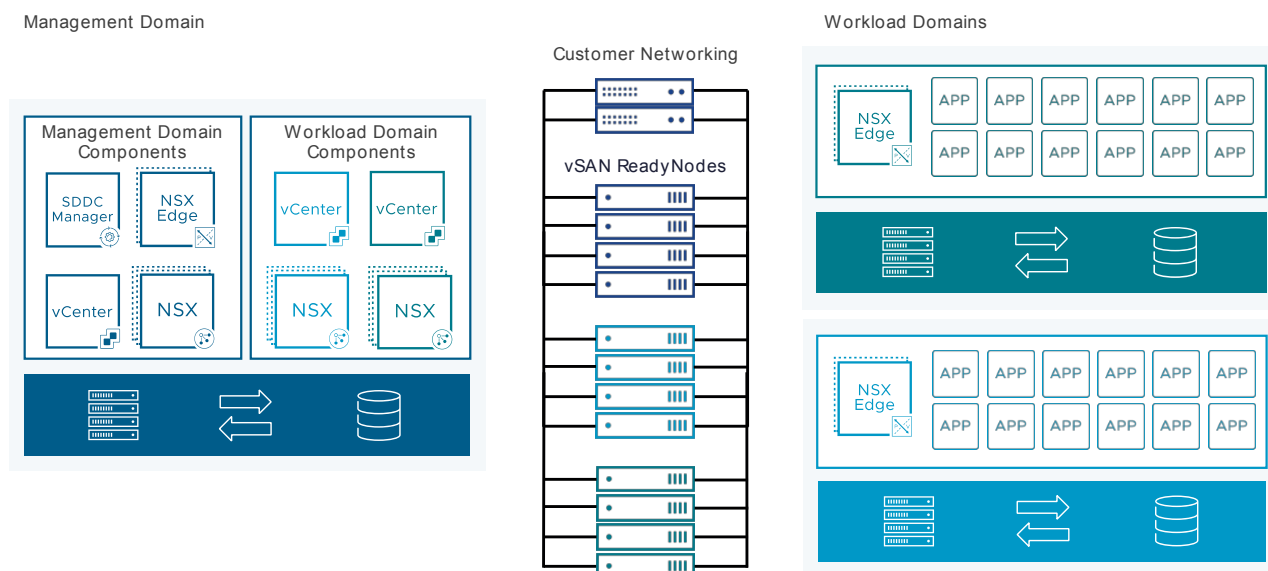 Management Domain
Workload Domains
Customer Networking
Management Domain
Components
Workload Domain
Components
SDDC
Manager
NSX
Edge
vCenter
vCenter
vCenter
NSX
NSX
NSX
vSAN ReadyNodes
NSX
Edge
APP APP APP APP APP APP
APP APP APP APP APP APP
NSX
Edge
APP APP APP APP APP APP
APP APP APP APP APP APP